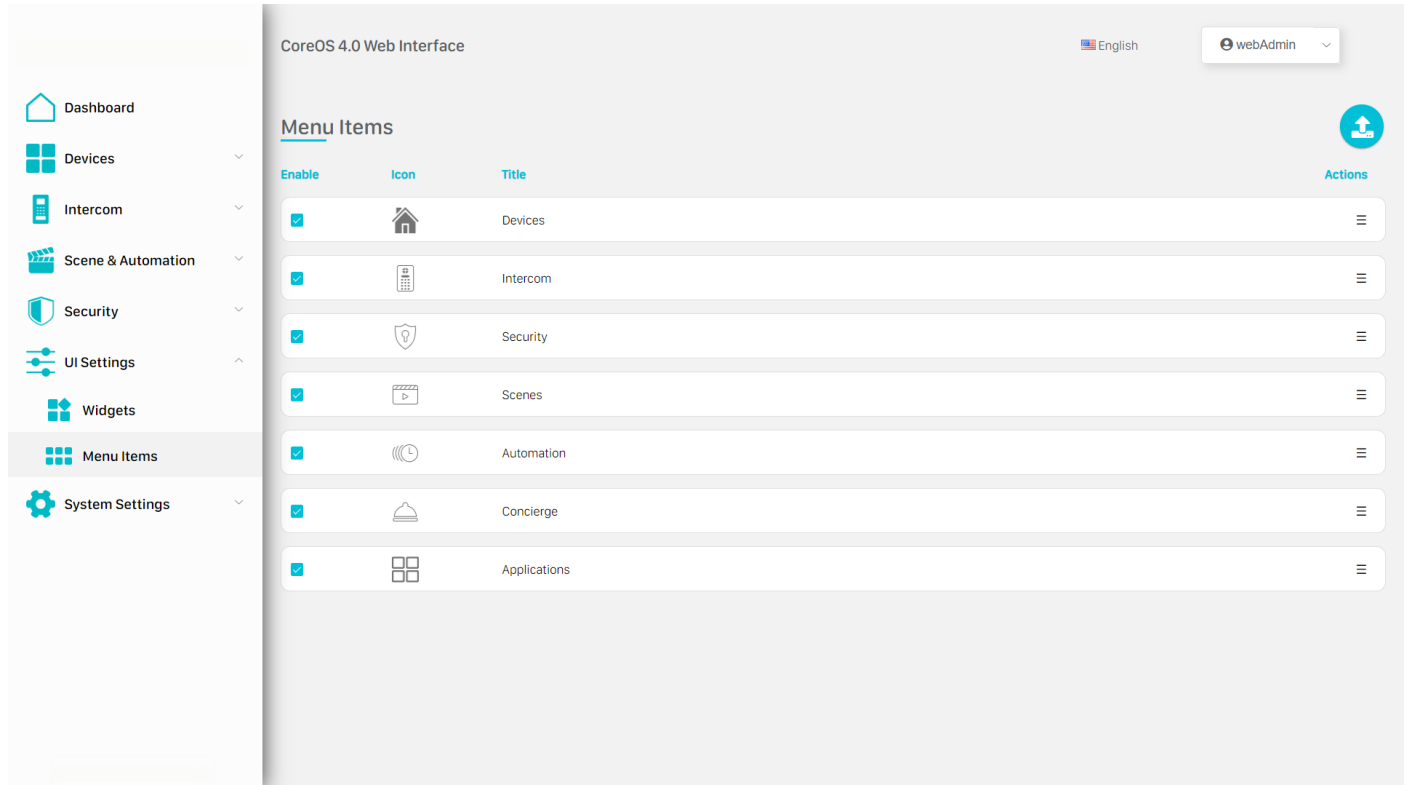 CoreOS 4.0 Web Interface
English
webAdmin
Dashboard
Devices
Intercom
Scene & Automation
Security
UI Settings
Widgets
Menu Items
System Settings
Menu Items
Enable Icon Title Actions
Devices
Intercom
Security
Scenes
Automation
Concierge
Applications